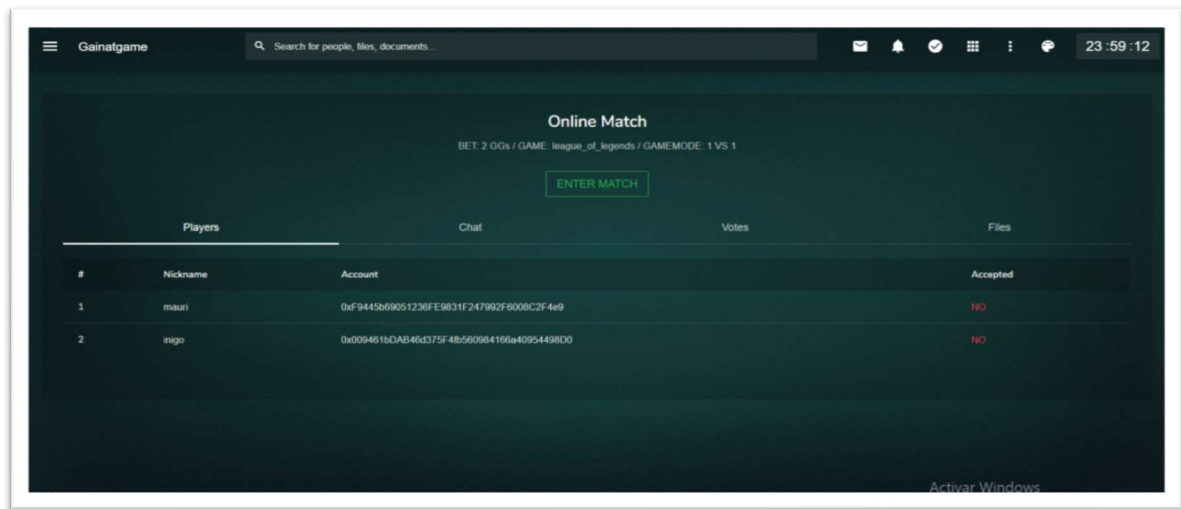 Gainatgame Search for people, files, documents... 23:59:12
Online Match
BET: 2 GGs / GAME: league_of_legends / GAMEMODE: 1 VS 1
ENTER MATCH
Players Chat Votes Files
# Nickname Account Accepted
1 mauri 0xF9445b69051236FE9831F247992F6008C2F4e9 NO
2 inigo 0x009461bDAB46d375F4fb560984166a40954498D0 NO
Activar Windows